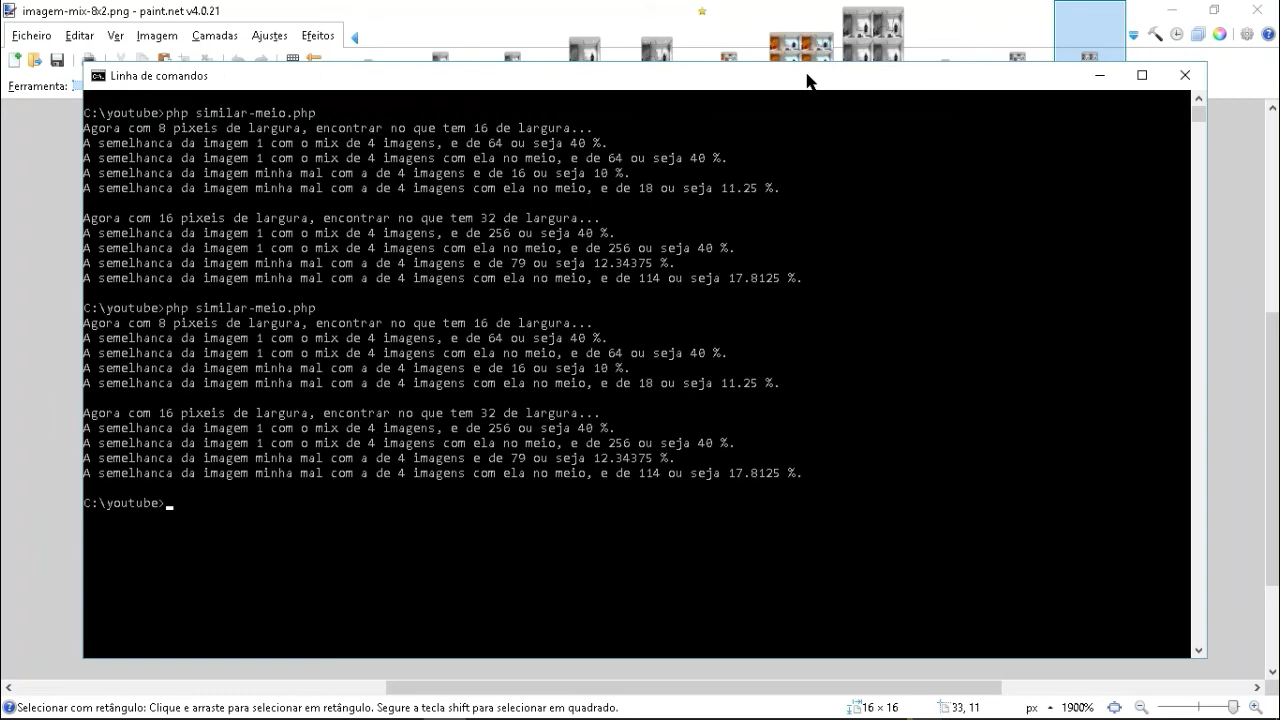 imagem-mix-8x2.png - paint.net v4.0.21
Ficheiro Editar Ver Imagem Camadas Ajustes Efeitos
Ferramenta:
Linha de comandos
C:\youtube>php similar-meio.php
Agora com 8 pixeis de largura, encontrar no que tem 16 de largura...
A semelhanca da imagem 1 com o mix de 4 imagens, e de 64 ou seja 40 %.
A semelhanca da imagem 1 com o mix de 4 imagens com ela no meio, e de 64 ou seja 40 %.
A semelhanca da imagem minha mal com a de 4 imagens e de 16 ou seja 10 %.
A semelhanca da imagem minha mal com a de 4 imagens com ela no meio, e de 18 ou seja 11.25 %.
Agora com 16 pixeis de largura, encontrar no que tem 32 de largura...
A semelhanca da imagem 1 com o mix de 4 imagens, e de 256 ou seja 40 %.
A semelhanca da imagem 1 com o mix de 4 imagens com ela no meio, e de 256 ou seja 40 %.
A semelhanca da imagem minha mal com a de 4 imagens e de 79 ou seja 12.34375 %.
A semelhanca da imagem minha mal com a de 4 imagens com ela no meio, e de 114 ou seja 17.8125 %.
C:\youtube>php similar-meio.php
Agora com 8 pixeis de largura, encontrar no que tem 16 de largura...
A semelhanca da imagem 1 com o mix de 4 imagens, e de 64 ou seja 40 %.
A semelhanca da imagem 1 com o mix de 4 imagens com ela no meio, e de 64 ou seja 40 %.
A semelhanca da imagem minha mal com a de 4 imagens e de 16 ou seja 10 %.
A semelhanca da imagem minha mal com a de 4 imagens com ela no meio, e de 18 ou seja 11.25 %.
Agora com 16 pixeis de largura, encontrar no que tem 32 de largura...
A semelhanca da imagem 1 com o mix de 4 imagens, e de 256 ou seja 40 %.
A semelhanca da imagem 1 com o mix de 4 imagens com ela no meio, e de 256 ou seja 40 %.
A semelhanca da imagem minha mal com a de 4 imagens e de 79 ou seja 12.34375 %.
A semelhanca da imagem minha mal com a de 4 imagens com ela no meio, e de 114 ou seja 17.8125 %.
C:\youtube>
Selecionar com retângulo: Clique e arraste para selecionar em retângulo. Segure a tecla shift para selecionar em quadrado. 16 × 16 33, 11 px 1900%